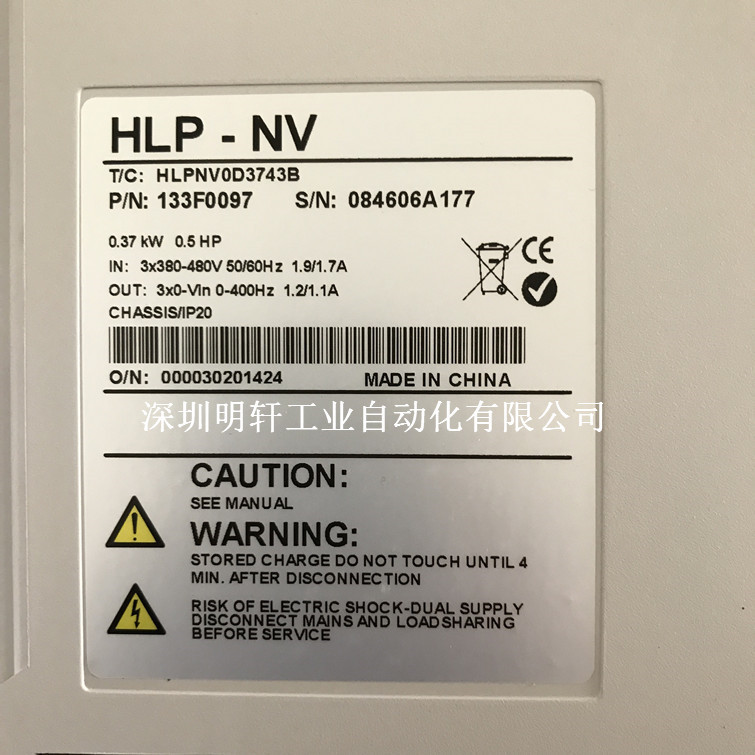 HLP - NV
T/C: HLPNV0D3743B
P/N: 133F0097 S/N: 084606A177
0.37 kW 0.5 HP
IN: 3x380-480V 50/60Hz 1.9/1.7A
OUT: 3x0-Vin 0-400Hz 1.2/1.1A
CHASSIS/IP20
CE
O/N: 000030201424 MADE IN CHINA
深圳明轩工业自动化有限公司
CAUTION:
SEE MANUAL
WARNING:
STORED CHARGE DO NOT TOUCH UNTIL 4
MIN. AFTER DISCONNECTION
RISK OF ELECTRIC SHOCK-DUAL SUPPLY
DISCONNECT MAINS AND LOADSHARING
BEFORE SERVICE